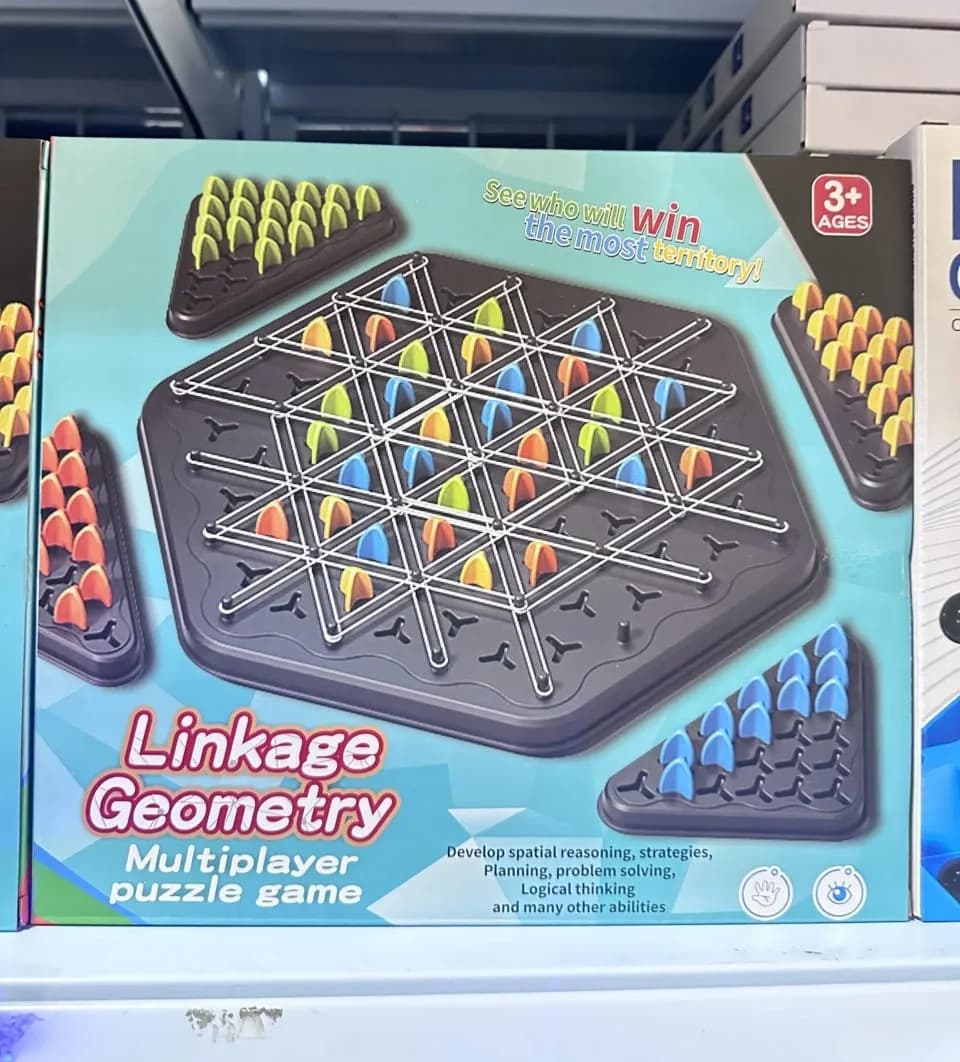 See who will win
the most territory!
3+
AGES
Linkage
Geometry
Multiplayer
puzzle game
Develop spatial reasoning, strategies,
Planning, problem solving,
Logical thinking
and many other abilities